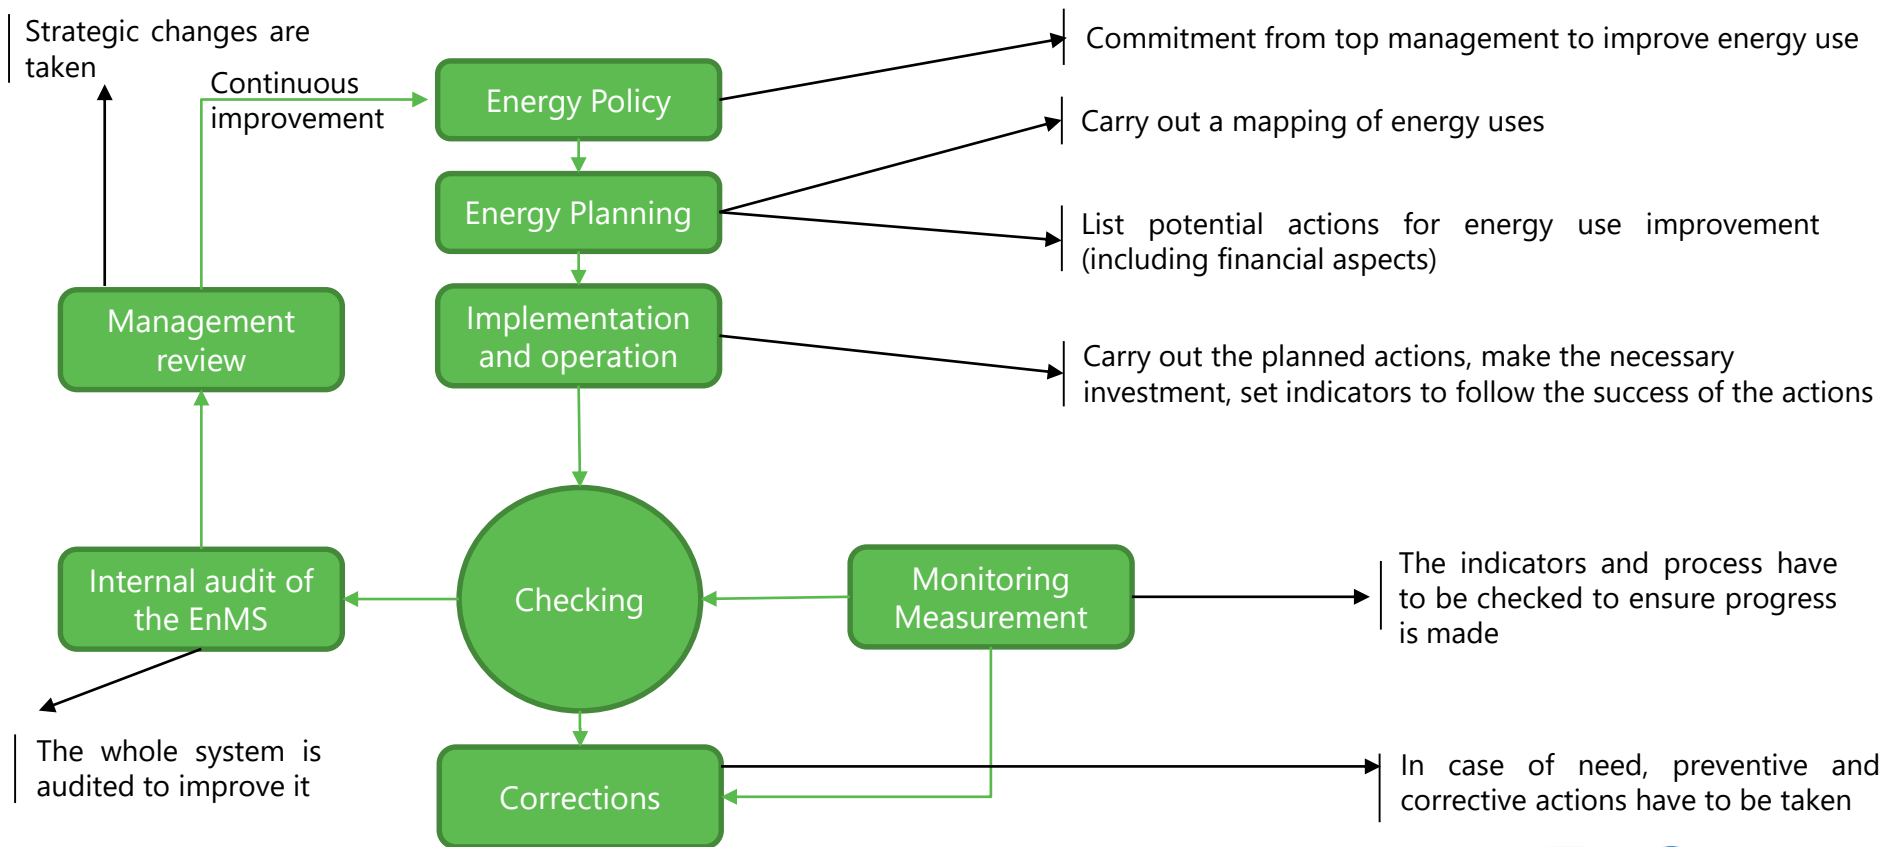 Strategic changes are
taken
Continuous
improvement
Energy Policy
Commitment from top management to improve energy use
Carry out a mapping of energy uses
Energy Planning
List potential actions for energy use improvement
(including financial aspects)
Management
review
Implementation
and operation
Carry out the planned actions, make the necessary
investment, set indicators to follow the success of the actions
Internal audit of
the EnMS
Checking
Monitoring
Measurement
The indicators and process have
to be checked to ensure progress
is made
The whole system is
audited to improve it
Corrections
In case of need, preventive and
corrective actions have to be taken